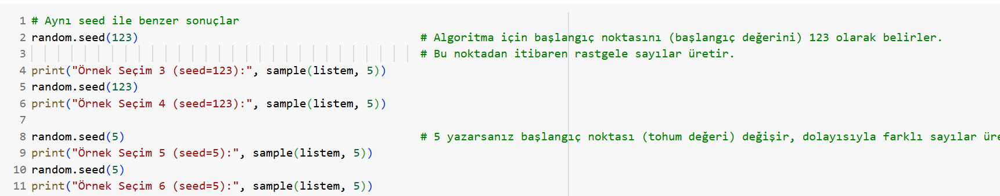 1 # Aynı seed ile benzer sonuçlar
2 random.seed(123) # Algoritma için başlangıç noktasını (başlangıç değerini) 123 olarak belirler.
3 # Bu noktadan itibaren rastgele sayılar üretir.
4 print("Örnek Seçim 3 (seed=123):", sample(listem, 5))
5 random.seed(123)
6 print("Örnek Seçim 4 (seed=123):", sample(listem, 5))
7
8 random.seed(5) # 5 yazarsanız başlangıç noktası (tohum değeri) değişir, dolayısıyla farklı sayılar
9 print("Örnek Seçim 5 (seed=5):", sample(listem, 5))
10 random.seed(5)
11 print("Örnek Seçim 6 (seed=5):", sample(listem, 5))